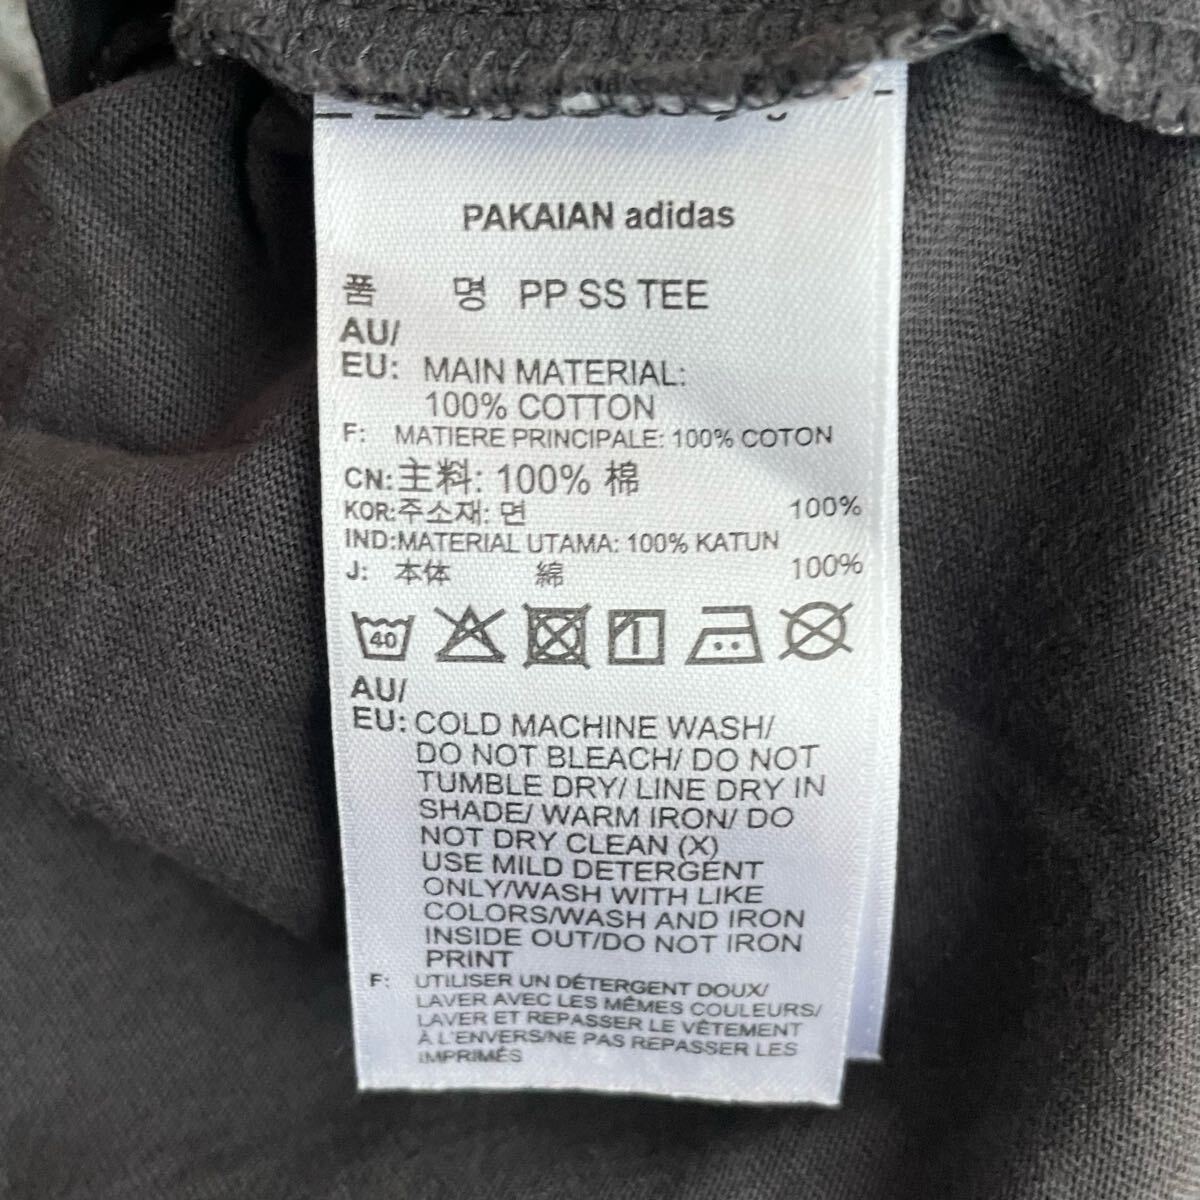 PAKAIAN adidas
품 명 PP SS TEE
AU/
EU: MAIN MATERIAL:
100% COTTON
F: MATIERE PRINCIPALE: 100% COTON
CN:主料: 100% 棉
KOR:주소재: 면 100%
IND:MATERIAL UTAMA: 100% KATUN
J: 本体 綿 100%
40
AU/
EU: COLD MACHINE WASH/
DO NOT BLEACH/ DO NOT
TUMBLE DRY/ LINE DRY IN
SHADE/ WARM IRON/ DO
NOT DRY CLEAN (X)
USE MILD DETERGENT
ONLY/WASH WITH LIKE
COLORS/WASH AND IRON
INSIDE OUT/DO NOT IRON
PRINT
F: UTILISER UN DÉTERGENT DOUX/
LAVER AVEC LES MÊMES COULEURS/
LAVER ET REPASSER LE VÊTEMENT
À L'ENVERS/NE PAS REPASSER LES
IMPRIMÉS